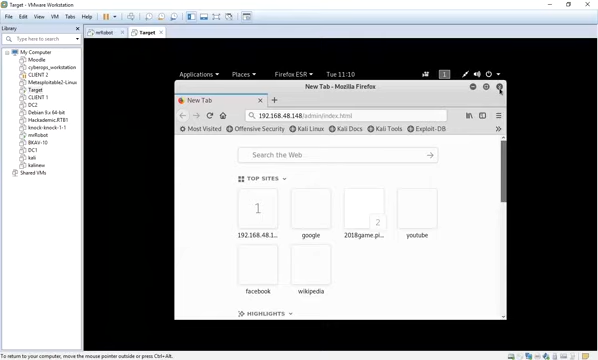 Target - VMware Workstation
File Edit View VM Tabs Help
Library
Type here to search
My Computer
Moodle
cyberops_workstation
CLIENT 2
Metasploitable2-Linux
Target
CLIENT 1
DC2
Debian 9.x 64-bit
Hackademic.RTB1
knock-knock-1-1
mrRobot
BKAV-10
DC1
kali
kalinew
Shared VMs
mrRobot
Target
Applications Places Firefox ESR Tue 11:10 1
New Tab - Mozilla Firefox
New Tab
192.168.48.148/admin/index.html
Most Visited Offensive Security Kali Linux Kali Docs Kali Tools Exploit-DB
Search the Web
TOP SITES
1
2
192.168.48.1... google 2018game.pi... youtube
facebook wikipedia
HIGHLIGHTS
To return to your computer, move the mouse pointer outside or press Ctrl+Alt.